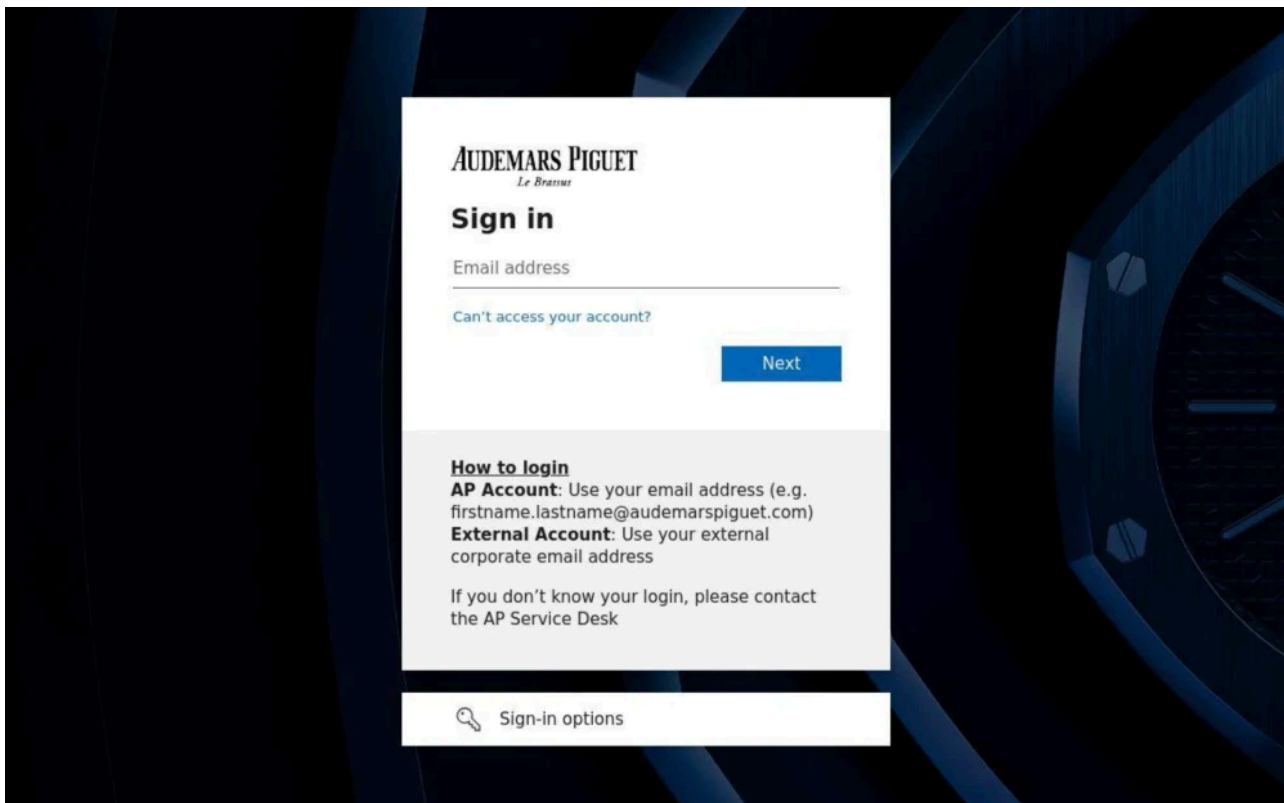 AUDEMARS PIGUET
Le Brassus
Sign in
Email address
Can't access your account?
Next
How to login
AP Account: Use your email address (e.g.
firstname.lastname@audemarspiguet.com)
External Account: Use your external
corporate email address
If you don't know your login, please contact
the AP Service Desk
Sign-in options